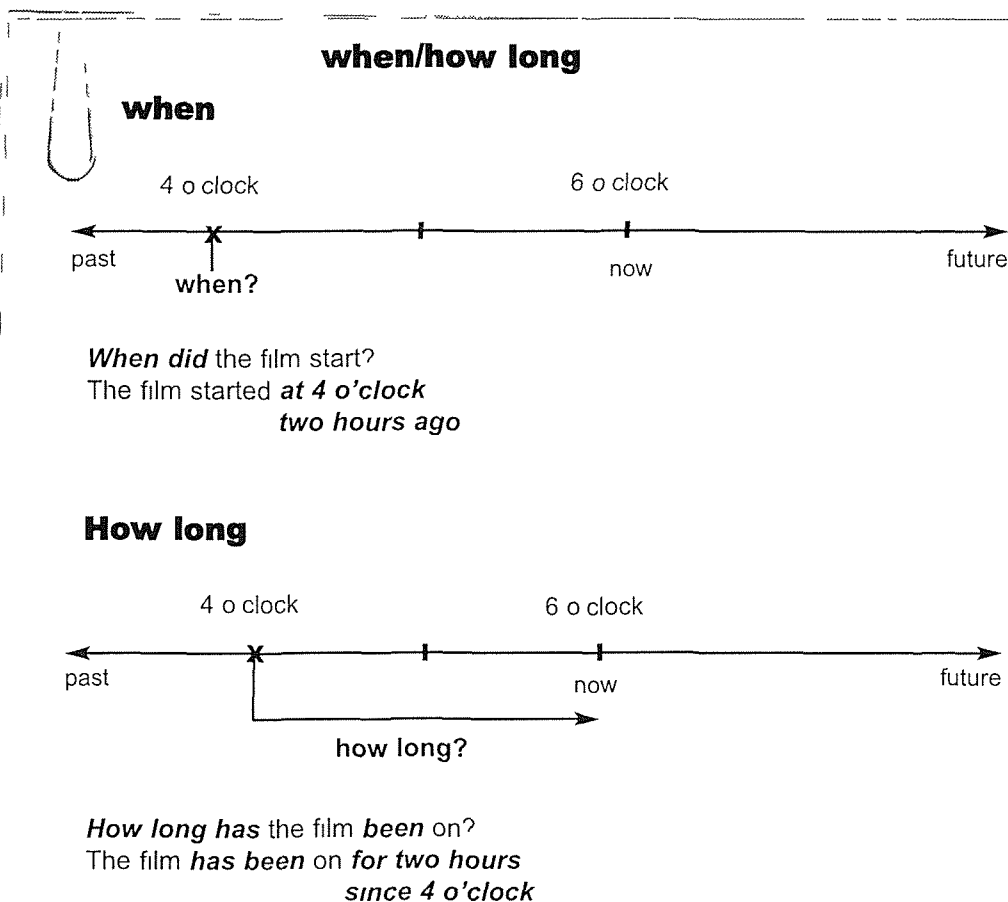 when/how long
when
4 o clock 6 o clock
past now future
when?
When did the film start?
The film started at 4 o'clock
two hours ago
How long
4 o clock 6 o clock
past now future
how long?
How long has the film been on?
The film has been on for two hours
since 4 o'clock